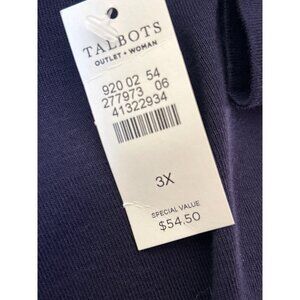 TALBOTS
OUTLET • WOMAN
920 02 54
277973 06
41322934
3X
SPECIAL VALUE
$54.50